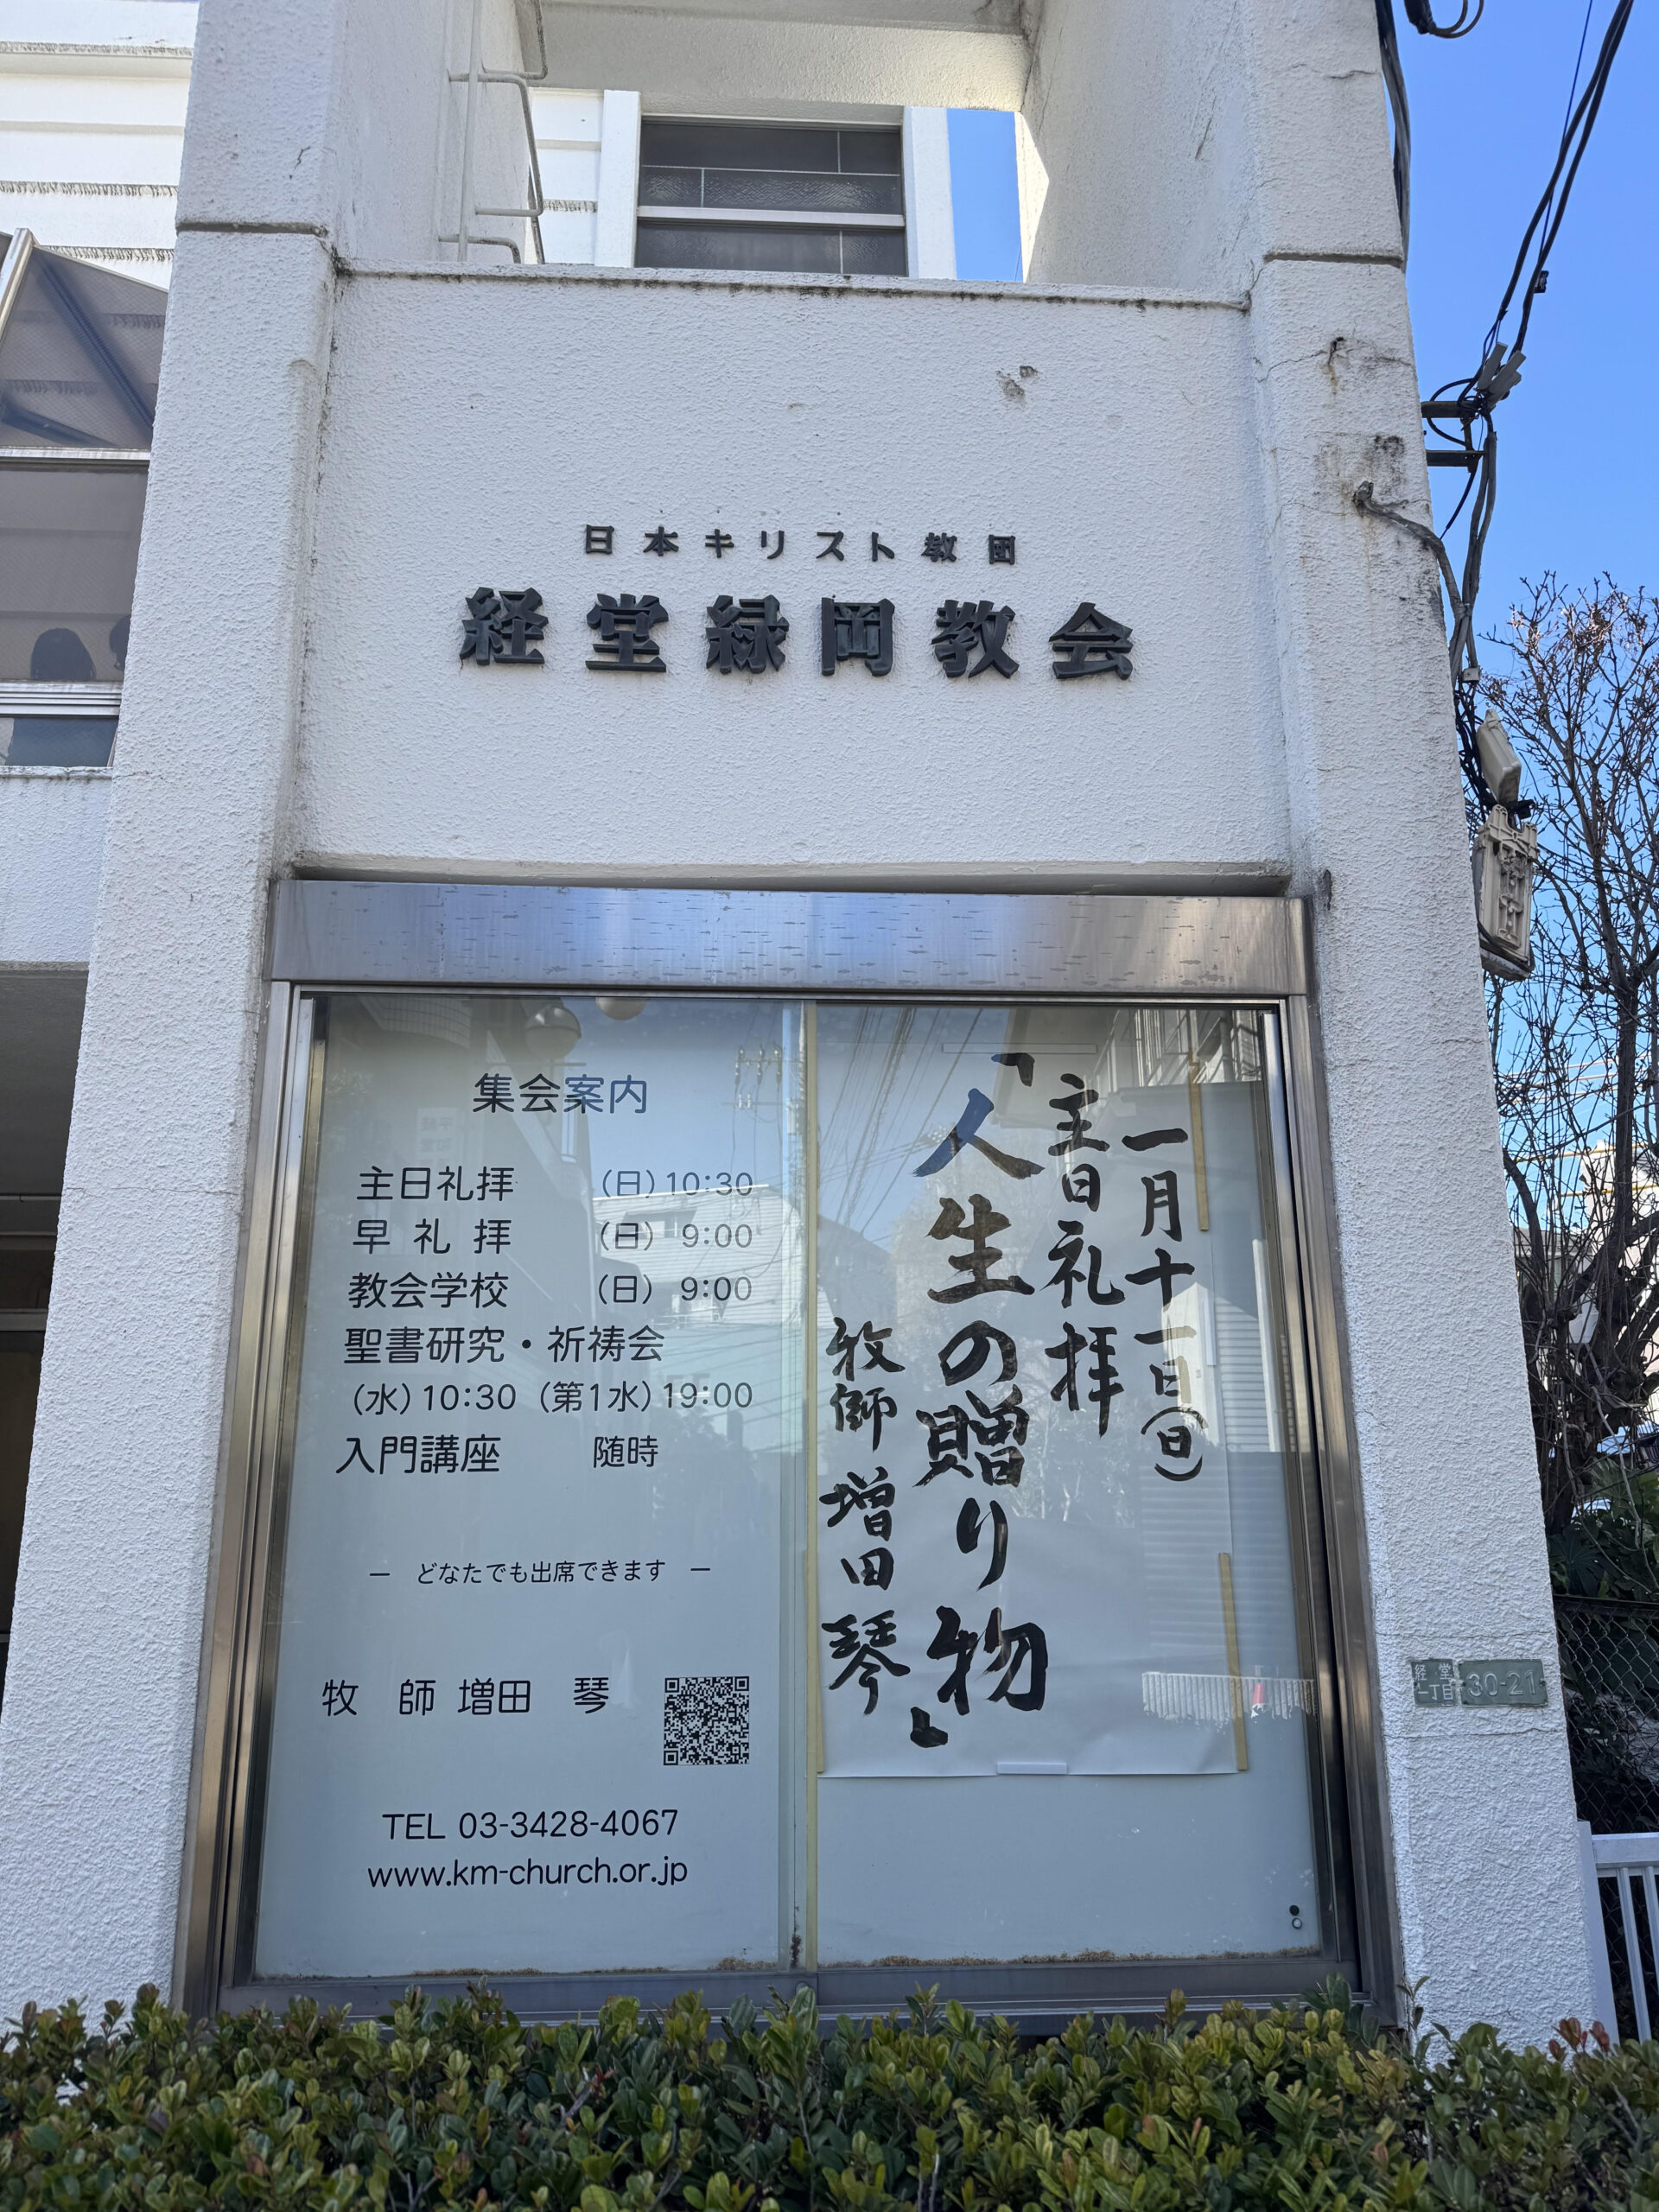 日本キリスト教団
経堂緑岡教会
集会案内
主日礼拝 (日) 10:30
早礼拝 (日) 9:00
教会学校 (日) 9:00
聖書研究・祈祷会
(水) 10:30 (第1水) 19:00
入門講座 随時
― どなたでも出席できます ―
牧師 増田 琴
TEL 03-3428-4067
www.km-church.or.jp
一月十一日(日)
主日礼拝
「人生の贈り物」
牧師 増田琴
経堂
一丁目
30-21